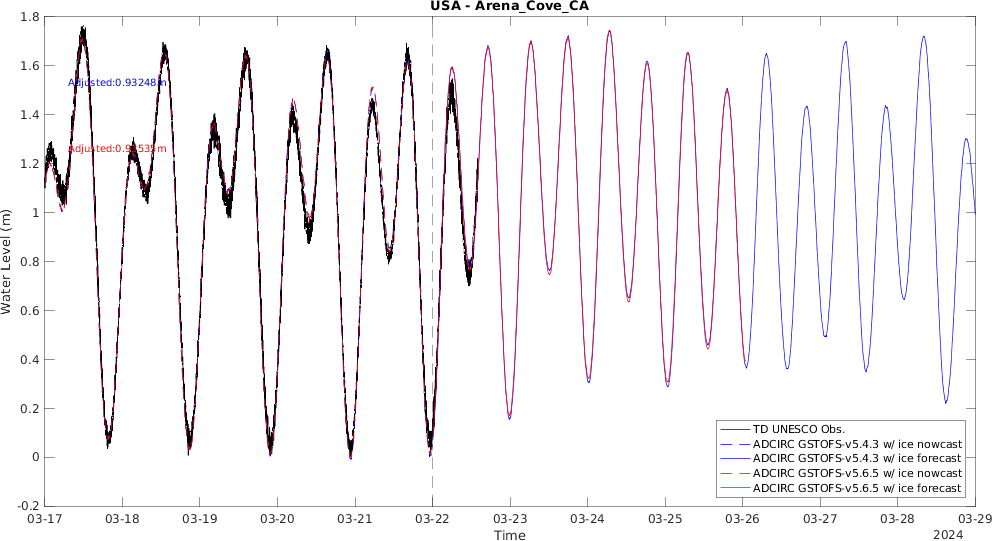 USA - Arena_Cove_CA
1.8
1.6
1.4
1.2
1
0.8
0.6
0.4
0.2
0
-0.2
Water Level (m)
Adjusted:0.93248m
03-17
03-18
03-19
03-20
03-21
03-22
03-23
03-24
03-25
03-26
03-27
03-28
03-29
Time
2024
TD UNESCO Obs.
ADCIRC GSTOFS-v5.4.3 w/ ice nowcast
ADCIRC GSTOFS-v5.4.3 w/ ice forecast
ADCIRC GSTOFS-v5.6.5 w/ ice nowcast
ADCIRC GSTOFS-v5.6.5 w/ ice forecast